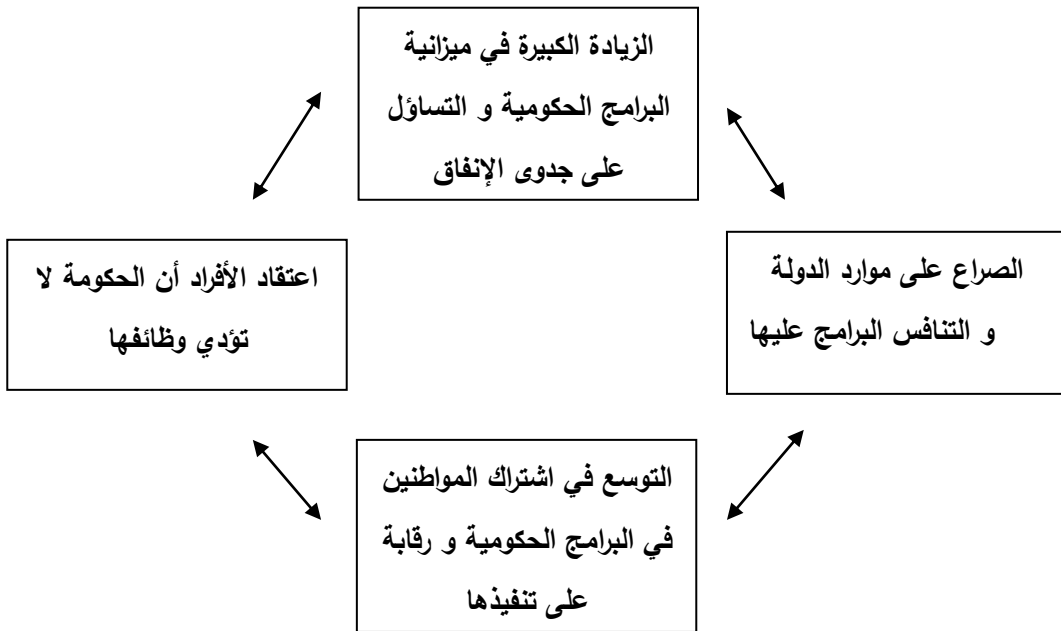 الزيادة الكبيرة في ميزانية
البرامج الحكومية و التساؤل
على جدوى الإنفاق
الصراع على موارد الدولة
و التنافس البرامج عليها
اعتقاد الأفراد أن الحكومة لا
تؤدي وظائفها
التوسع في اشتراك المواطنين
في البرامج الحكومية و رقابة
على تنفيذها